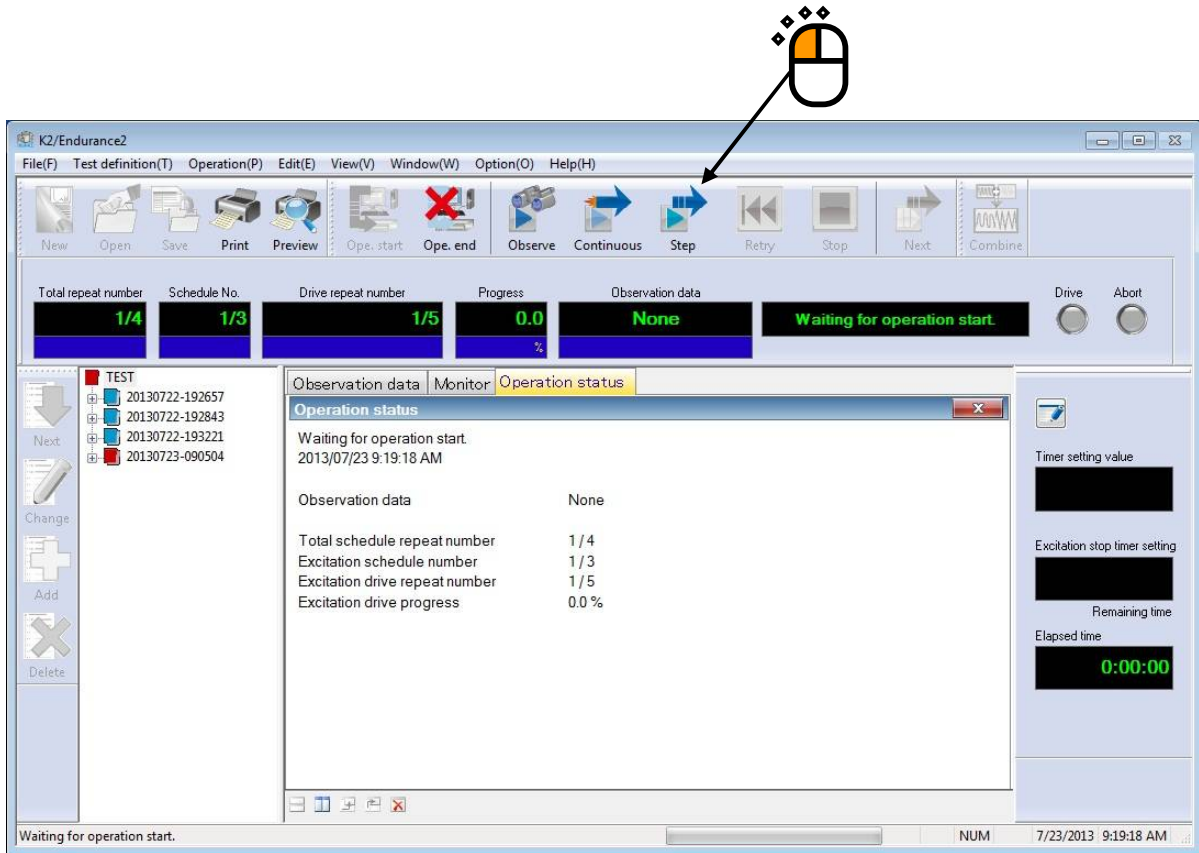 K2/Endurance2
File(F) Test definition(T) Operation(P) Edit(E) View(V) Window(W) Option(O) Help(H)
New Open Save Print Preview Ope. start Ope. end Observe Continuous Step Retry Stop Next Combine
Total repeat number Schedule No. Drive repeat number Progress Observation data Drive Abort
1/4 1/3 1/5 0.0 None Waiting for operation start.
%
TEST
20130722-192657
20130722-192843
20130722-193221
20130723-090504
Next
Change
Add
Delete
Observation data Monitor Operation status
Operation status
Waiting for operation start.
2013/07/23 9:19:18 AM
Observation data None
Total schedule repeat number 1 / 4
Excitation schedule number 1 / 3
Excitation drive repeat number 1 / 5
Excitation drive progress 0.0 %
Timer setting value
Excitation stop timer setting
Remaining time
Elapsed time
0:00:00
Waiting for operation start. NUM 7/23/2013 9:19:18 AM